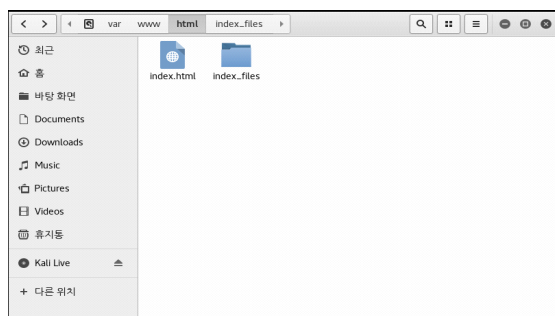 var www html index_files
최근
홈
바탕 화면
Documents
Downloads
Music
Pictures
Videos
휴지통
Kali Live
+ 다른 위치
index.html index_files